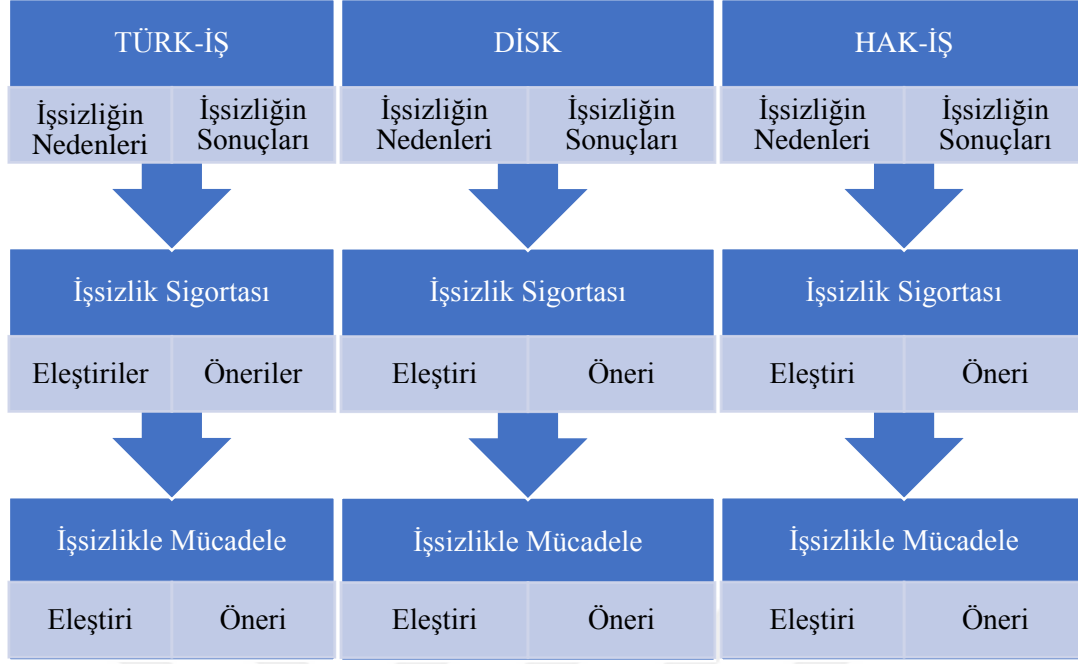 TÜRK-İŞ
İşsizliğin
Nedenleri
İşsizliğin
Sonuçları
İşsizlik Sigortası
Eleştiriler
Öneriler
İşsizlikle Mücadele
Eleştiri
Öneri
DİSK
İşsizliğin
Nedenleri
İşsizliğin
Sonuçları
İşsizlik Sigortası
Eleştiri
Öneri
İşsizlikle Mücadele
Eleştiri
Öneri
HAK-İŞ
İşsizliğin
Nedenleri
İşsizliğin
Sonuçları
İşsizlik Sigortası
Eleştiri
Öneri
İşsizlikle Mücadele
Eleştiri
Öneri